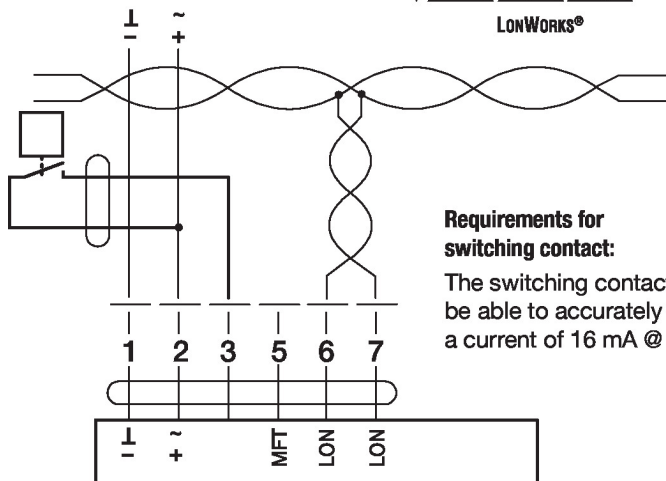 LONWORKS®
⊥ ~
– +
Requirements for
switching contact:
The switching contact
be able to accurately
a current of 16 mA @
1 2 3 5 6 7
⊥ ~ MFT LON LON
– +